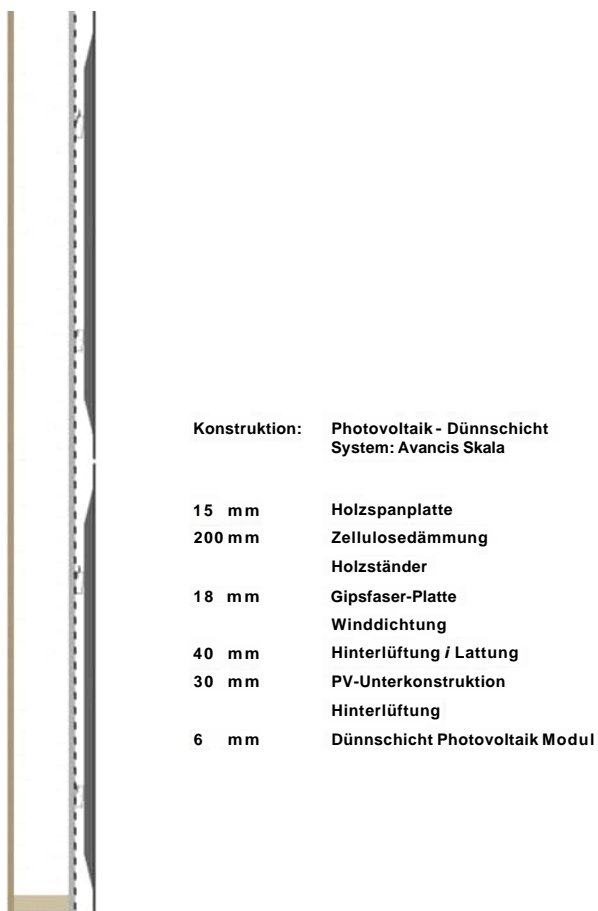 Konstruktion: Photovoltaik - Dünnschicht
System: Avancis Skala
15 mm Holzspanplatte
200 mm Zellulosedämmung
Holzständer
18 mm Gipsfaser-Platte
Winddichtung
40 mm Hinterlüftung i Lattung
30 mm PV-Unterkonstruktion
Hinterlüftung
6 mm Dünnschicht Photovoltaik Modul